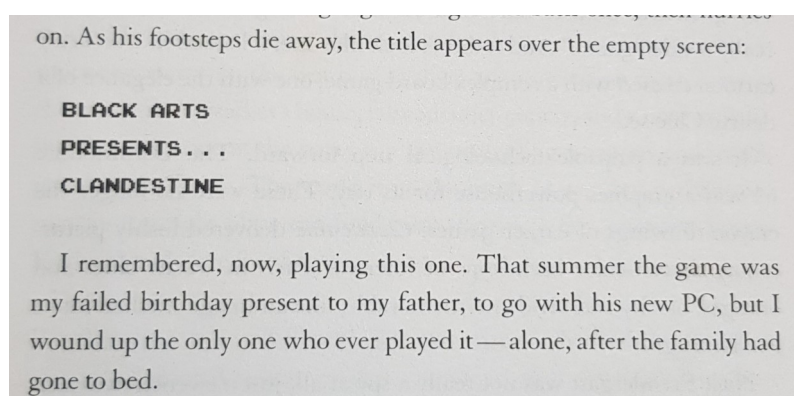 on. As his footsteps die away, the title appears over the empty screen:
BLACK ARTS
PRESENTS...
CLANDESTINE
I remembered, now, playing this one. That summer the game was
my failed birthday present to my father, to go with his new PC, but I
wound up the only one who ever played it—alone, after the family had
gone to bed.